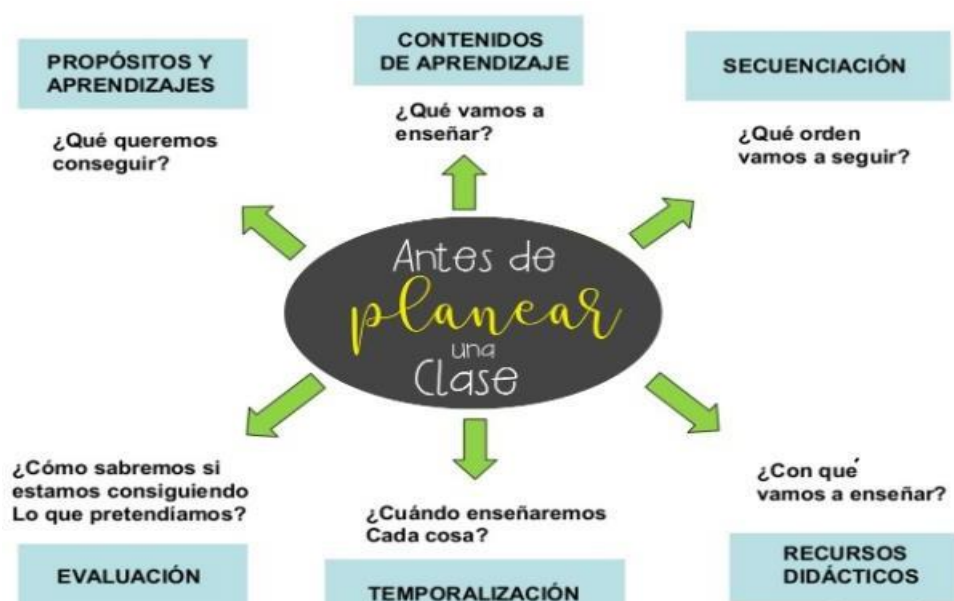 PROPÓSITOS Y
APRENDIZAJES
¿Qué queremos
conseguir?
CONTENIDOS
DE APRENDIZAJE
¿Qué vamos a
enseñar?
SECUENCIACIÓN
¿Qué orden
vamos a seguir?
Antes de
planear
una
Clase
¿Cómo sabremos si
estamos consiguiendo
Lo que pretendíamos?
EVALUACIÓN
¿Cuándo enseñaremos
Cada cosa?
TEMPORALIZACIÓN
¿Con qué
vamos a enseñar?
RECURSOS
DIDÁCTICOS